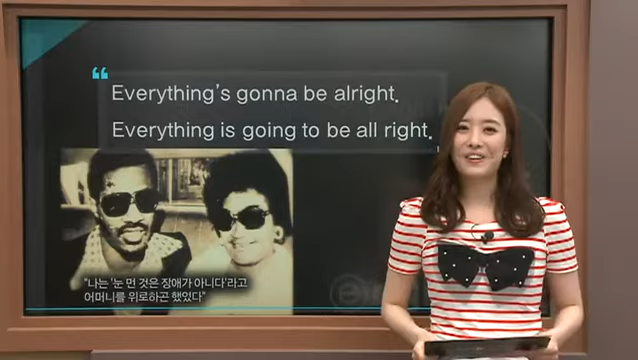 Everything's gonna be alright.
Everything is going to be all right.
"나는 '눈 먼 것은 장애가 아니다'라고
어머니를 위로하곤 했었다"